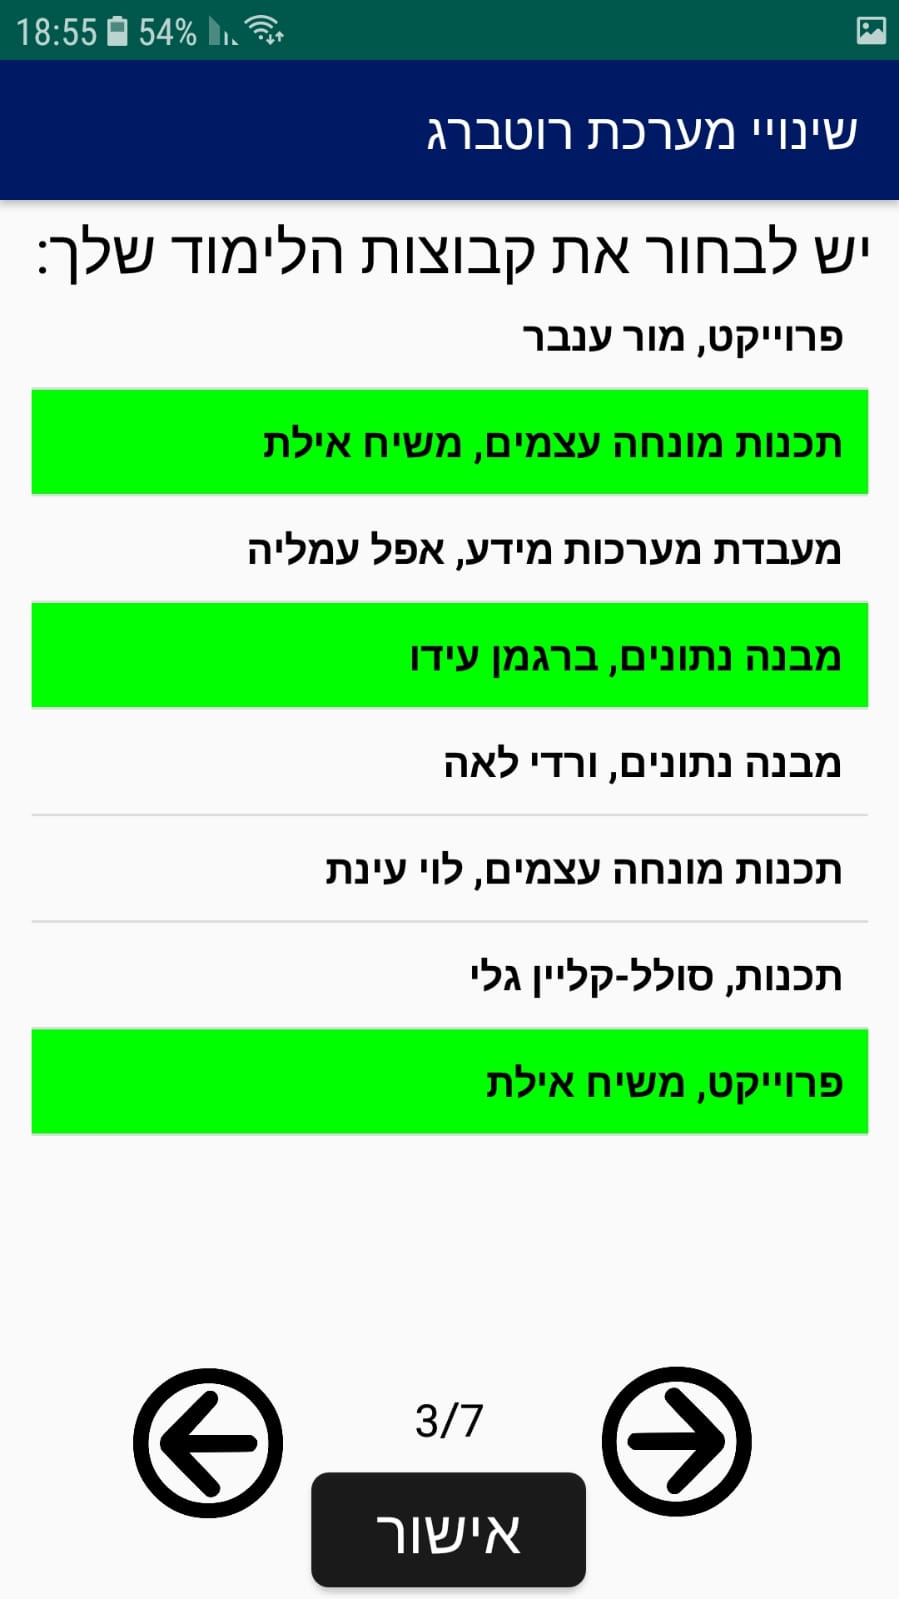 18:55 54%
שינויי מערכת רוטברג
יש לבחור את קבוצות הלימוד שלך:
פרוייקט, מור ענבר
תכנות מונחה עצמים, משיח אילת
מעבדת מערכות מידע, אפל עמליה
מבנה נתונים, ברגמן עידו
מבנה נתונים, ורדי לאה
תכנות מונחה עצמים, לוי עינת
תכנות, סולל-קליין גלי
פרוייקט, משיח אילת
3/7
אישור